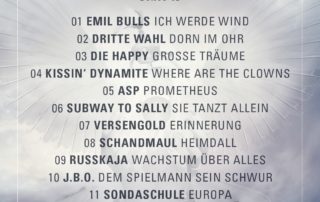 01 EMIL BULLS ICH WERDE WIND
02 DRITTE WAHL DORN IM OHR
03 DIE HAPPY GROSSE TRÄUME
04 KISSIN' DYNAMITE WHERE ARE THE CLOWNS
05 ASP PROMETHEUS
06 SUBWAY TO SALLY SIE TANZT ALLEIN
07 VERSENGOLD ERINNERUNG
08 SCHANDMAUL HEIMDALL
09 RUSSKAJA WACHSTUM ÜBER ALLES
10 J.B.O. DEM SPIELMANN SEIN SCHWUR
11 SONDASCHULE EUROPA